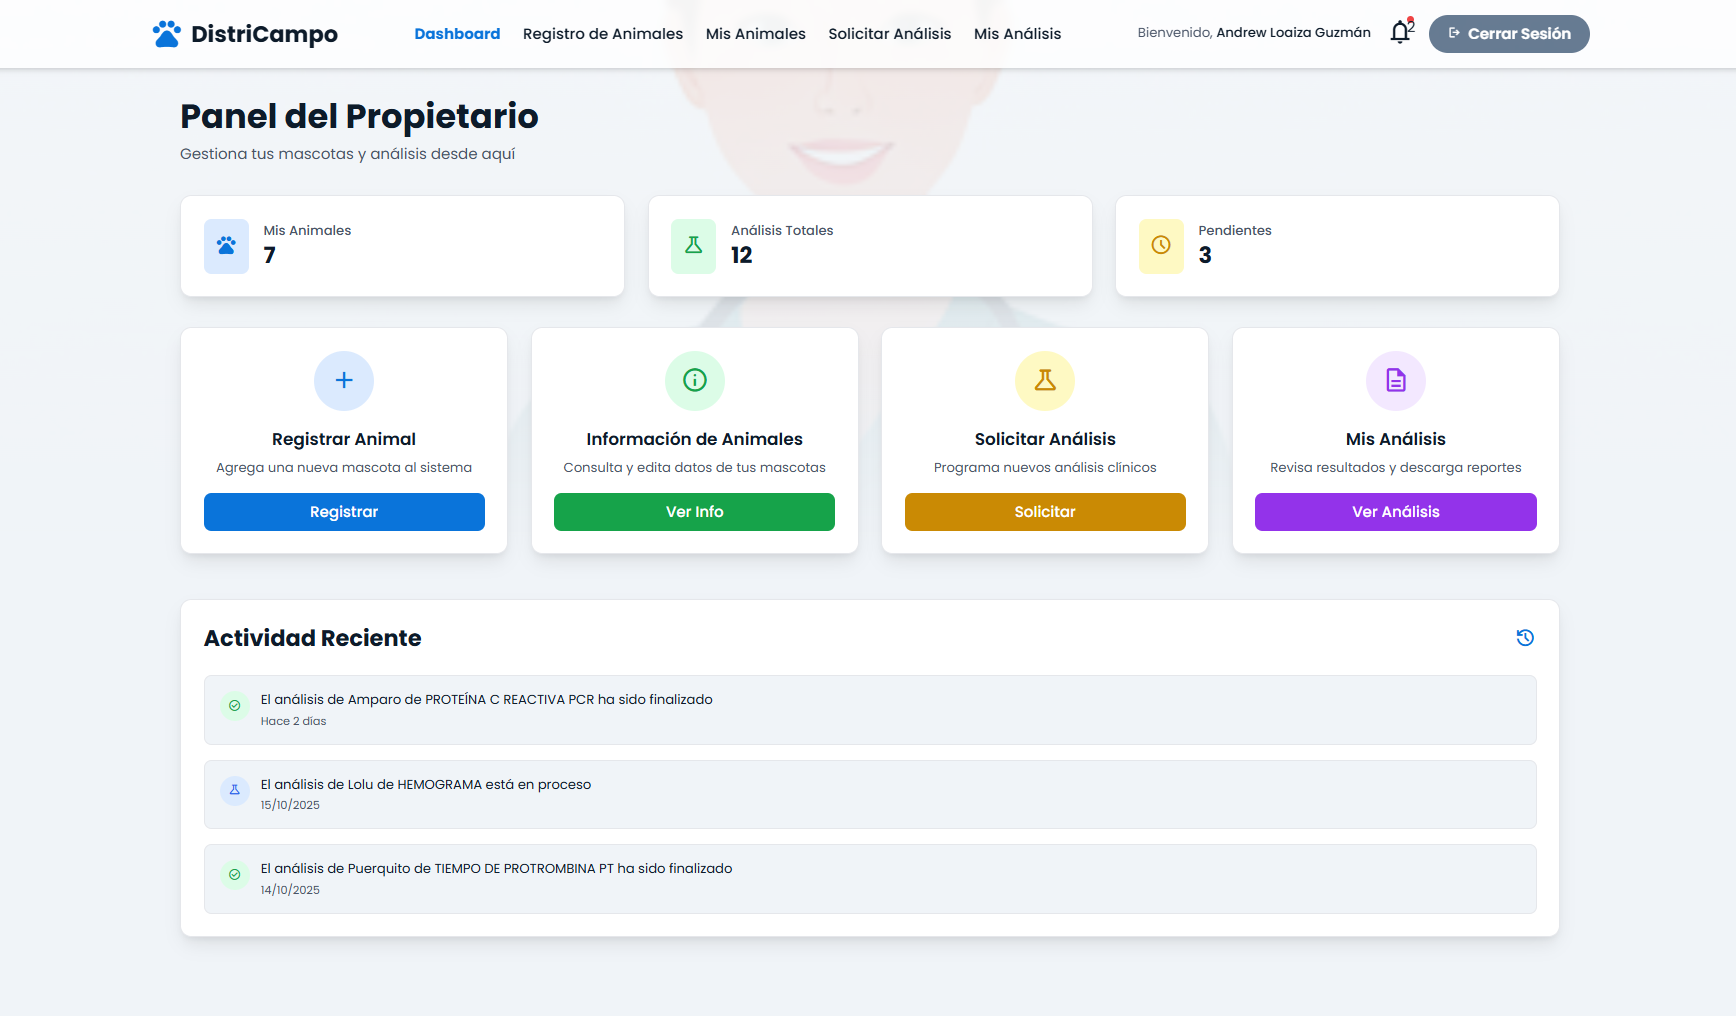 DistriCampo
Dashboard Registro de Animales Mis Animales Solicitar Análisis Mis Análisis
Bienvenido, Andrew Loaiza Guzmán
2
Cerrar Sesión
Panel del Propietario
Gestiona tus mascotas y análisis desde aquí
Mis Animales
7
Análisis Totales
12
Pendientes
3
Registrar Animal
Agrega una nueva mascota al sistema
Registrar
Información de Animales
Consulta y edita datos de tus mascotas
Ver Info
Solicitar Análisis
Programa nuevos análisis clínicos
Solicitar
Mis Análisis
Revisa resultados y descarga reportes
Ver Análisis
Actividad Reciente
El análisis de Amparo de PROTEÍNA C REACTIVA PCR ha sido finalizado
Hace 2 días
El análisis de Lolu de HEMOGRAMA está en proceso
15/10/2025
El análisis de Puerquito de TIEMPO DE PROTROMBINA PT ha sido finalizado
14/10/2025